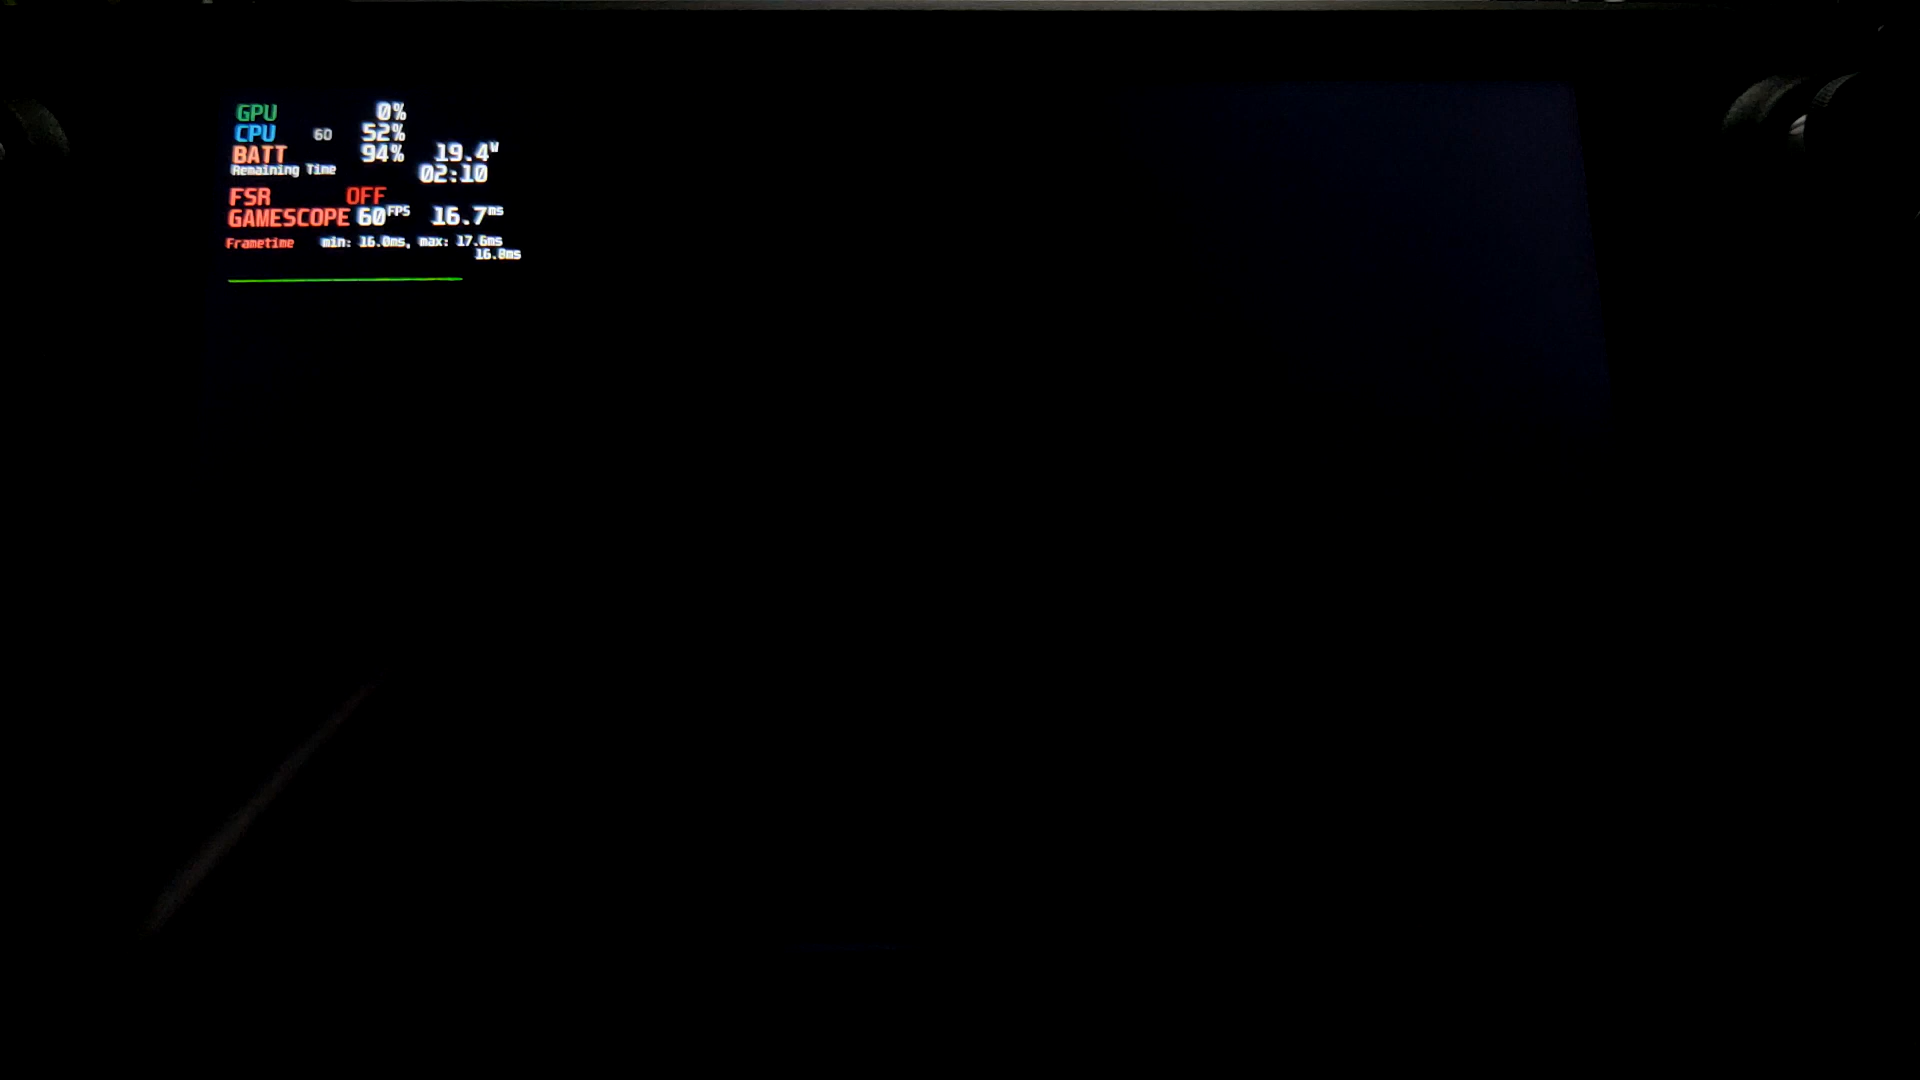 GPU 0%
CPU 60 52%
BATT 94% 19.4W
Remaining Time 02:10
FSR OFF
GAMESCOPE 60FPS 16.7ms
Frametime min: 16.0ms, max: 17.6ms
16.8ms